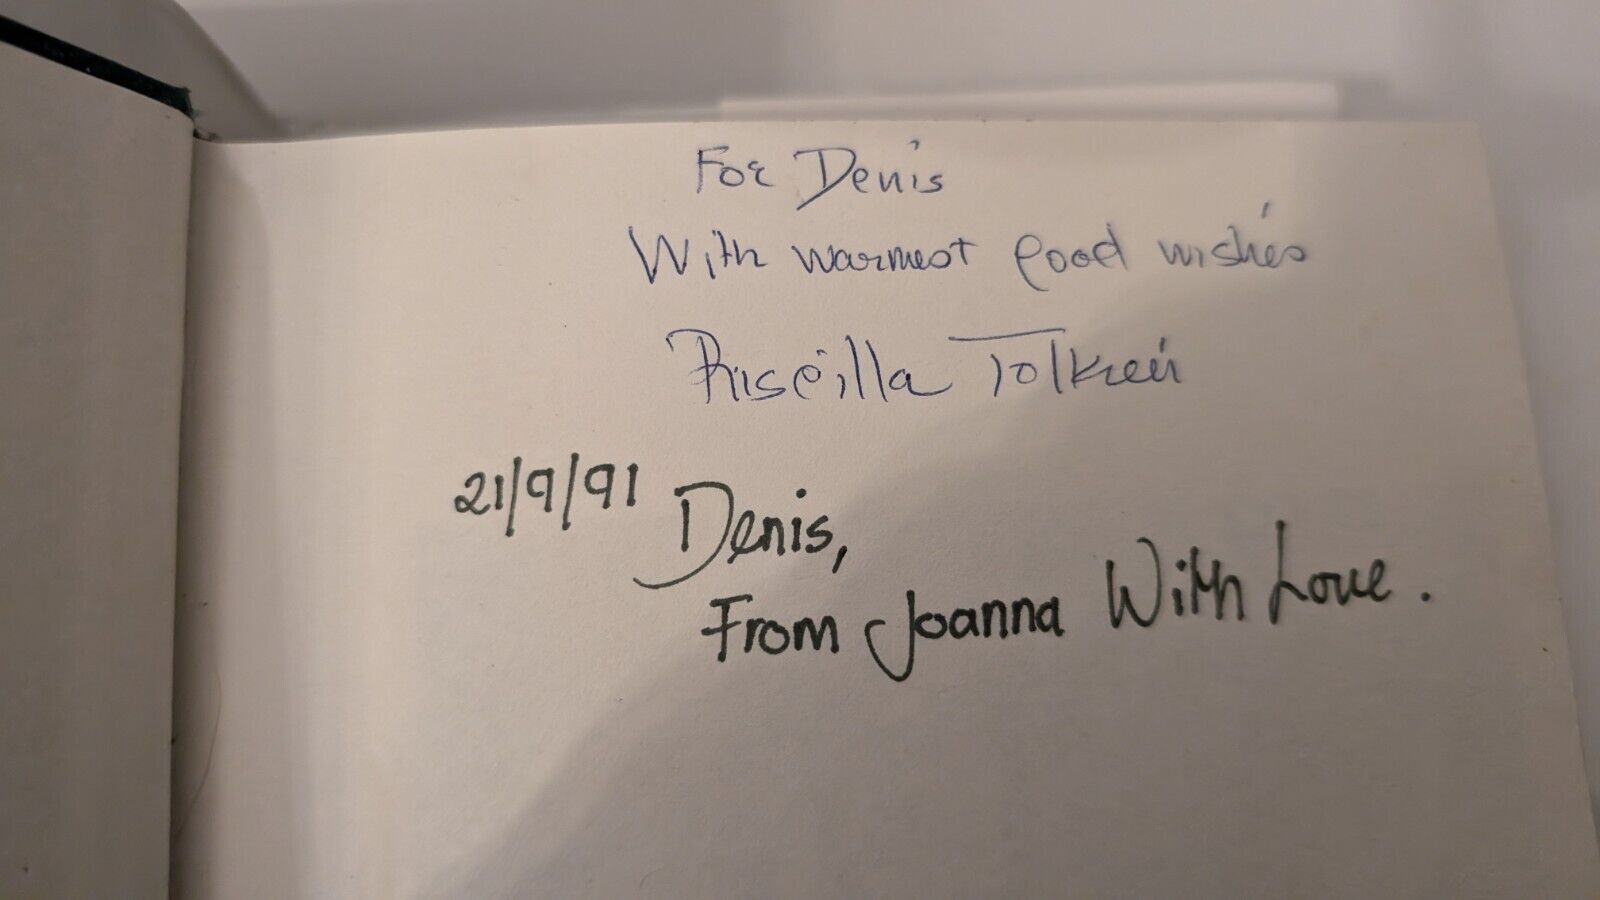 For Denis
With warmest good wishes
Priscilla Tolkien
21/9/91 Denis,
From Joanna With Love.